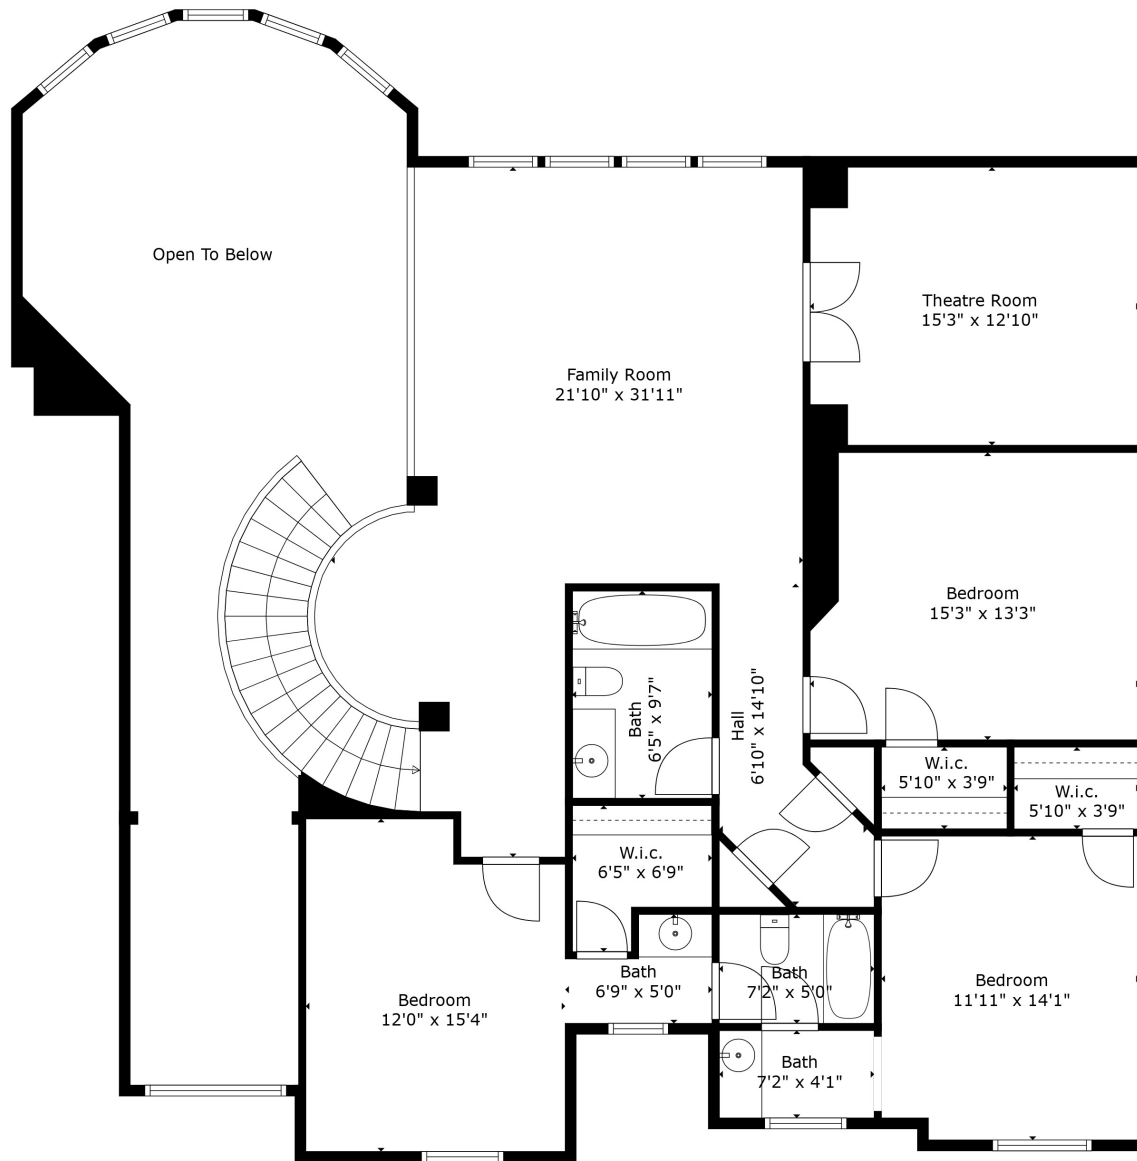 Open To Below
Theatre Room
15'3" x 12'10"
Family Room
21'10" x 31'11"
Bedroom
15'3" x 13'3"
Bath
6'5" x 9'7"
Hall
6'10" x 14'10"
W.i.c.
5'10" x 3'9"
W.i.c.
5'10" x 3'9"
W.i.c.
6'5" x 6'9"
Bath
6'9" x 5'0"
Bath
7'2" x 5'0"
Bedroom
11'11" x 14'1"
Bedroom
12'0" x 15'4"
Bath
7'2" x 4'1"